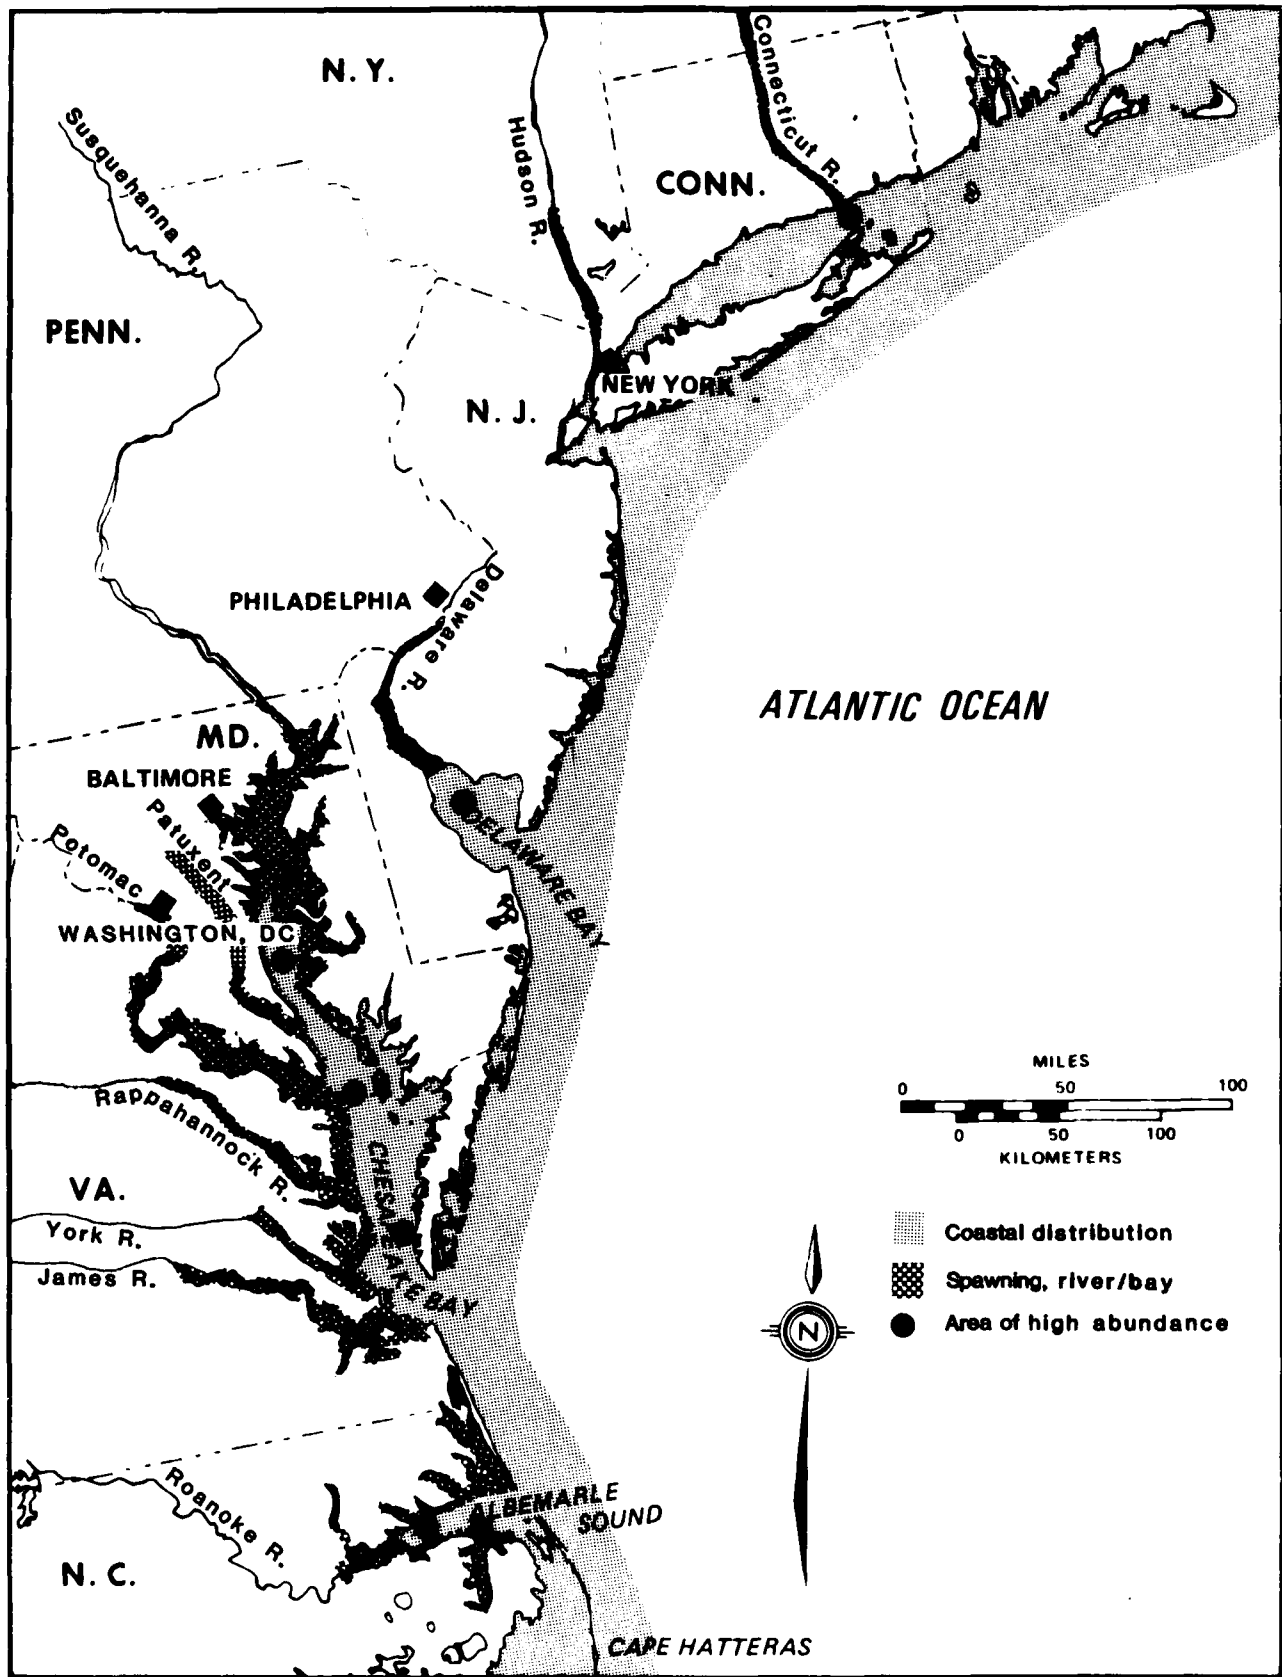 N. Y.
Connecticut R.
Susquehanna R.
Hudson R.
CONN.
PENN.
NEW YORK
N. J.
PHILADELPHIA
Delaware R.
ATLANTIC OCEAN
MD.
BALTIMORE
Patuxent
Potomac
DELAWARE BAY
WASHINGTON, DC
MILES
0 50 100
0 50 100
KILOMETERS
Rappahannock R.
CHESAPEAKE BAY
VA.
York R.
James R.
Coastal distribution
Spawning, river/bay
Area of high abundance
N
Roanoke R.
ALBEMARLE
SOUND
N. C.
CAPE HATTERAS